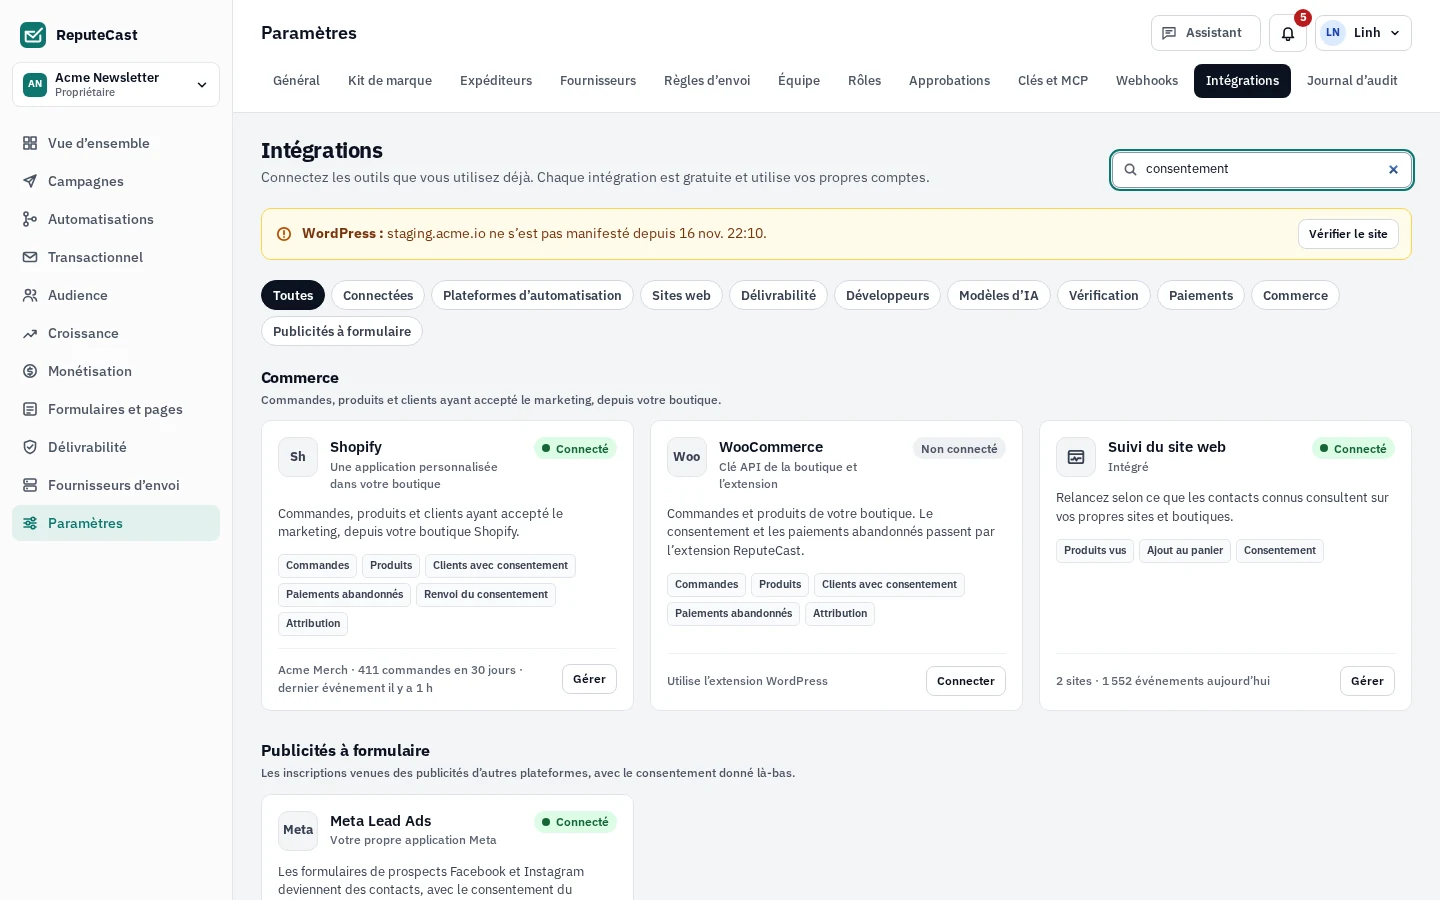 ReputeCast
AN
Acme Newsletter
Propriétaire
Vue d’ensemble
Campagnes
Automatisations
Transactionnel
Audience
Croissance
Monétisation
Formulaires et pages
Délivrabilité
Fournisseurs d’envoi
Paramètres
Paramètres
Assistant
5
LN
Linh
Général
Kit de marque
Expéditeurs
Fournisseurs
Règles d’envoi
Équipe
Rôles
Approbations
Clés et MCP
Webhooks
Intégrations
Journal d’audit
Intégrations
Connectez les outils que vous utilisez déjà. Chaque intégration est gratuite et utilise vos propres comptes.
consentement
WordPress : staging.acme.io ne s’est pas manifesté depuis 16 nov. 22:10.
Vérifier le site
Toutes
Connectées
Plateformes d’automatisation
Sites web
Délivrabilité
Développeurs
Modèles d’IA
Vérification
Paiements
Commerce
Publicités à formulaire
Commerce
Commandes, produits et clients ayant accepté le marketing, depuis votre boutique.
Sh
Shopify
Connecté
Une application personnalisée
dans votre boutique
Commandes, produits et clients ayant accepté le
marketing, depuis votre boutique Shopify.
Commandes
Produits
Clients avec consentement
Paiements abandonnés
Renvoi du consentement
Attribution
Acme Merch · 411 commandes en 30 jours ·
dernier événement il y a 1 h
Gérer
Woo
WooCommerce
Non connecté
Clé API de la boutique et
l’extension
Commandes et produits de votre boutique. Le
consentement et les paiements abandonnés passent par
l’extension ReputeCast.
Commandes
Produits
Clients avec consentement
Paiements abandonnés
Attribution
Utilise l’extension WordPress
Connecter
Suivi du site web
Connecté
Intégré
Relancez selon ce que les contacts connus consultent sur
vos propres sites et boutiques.
Produits vus
Ajout au panier
Consentement
2 sites · 1 552 événements aujourd’hui
Gérer
Publicités à formulaire
Les inscriptions venues des publicités d’autres plateformes, avec le consentement donné là-bas.
Meta
Meta Lead Ads
Connecté
Votre propre application Meta
Les formulaires de prospects Facebook et Instagram
deviennent des contacts, avec le consentement du